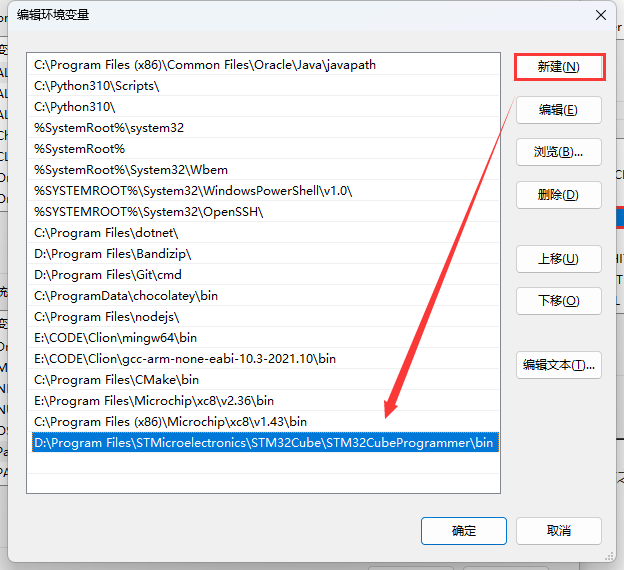 编辑环境变量
C:\Program Files (x86)\Common Files\Oracle\Java\javapath
C:\Python310\Scripts\
C:\Python310\
%SystemRoot%\system32
%SystemRoot%
%SystemRoot%\System32\Wbem
%SYSTEMROOT%\System32\WindowsPowerShell\v1.0\
%SYSTEMROOT%\System32\OpenSSH\
C:\Program Files\dotnet\
D:\Program Files\Bandizip\
D:\Program Files\Git\cmd
C:\ProgramData\chocolatey\bin
C:\Program Files\nodejs\
E:\CODE\Clion\mingw64\bin
E:\CODE\Clion\gcc-arm-none-eabi-10.3-2021.10\bin
C:\Program Files\CMake\bin
E:\Program Files\Microchip\xc8\v2.36\bin
C:\Program Files (x86)\Microchip\xc8\v1.43\bin
D:\Program Files\STMicroelectronics\STM32Cube\STM32CubeProgrammer\bin
新建(N)
编辑(E)
浏览(B)...
删除(D)
上移(U)
下移(O)
编辑文本(T)...
确定
取消